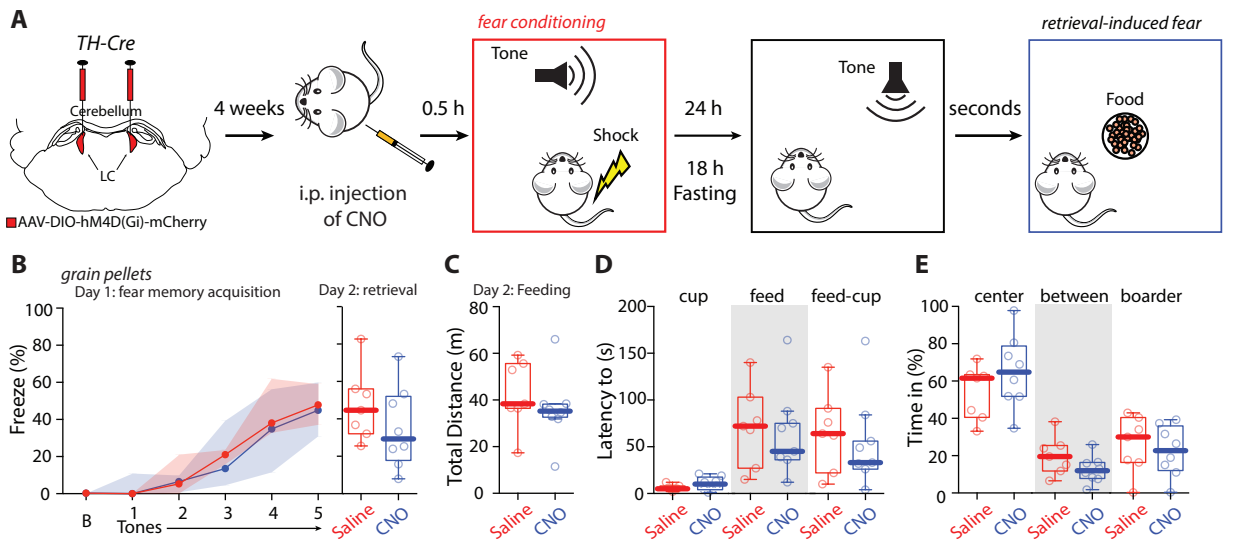 A
TH-Cre
Cerebellum
LC
AAV-DIO-hM4D(Gi)-mCherry
4 weeks
i.p. injection
of CNO
0.5 h
fear conditioning
Tone
Shock
24 h
18 h
Fasting
Tone
seconds
retrieval-induced fear
Food
B
grain pellets
Day 1: fear memory acquisition
Day 2: retrieval
Freeze (%)
100
80
60
40
20
0
B
1
2
3
4
5
Tones
Saline
CNO
C
Day 2: Feeding
Total Distance (m)
80
60
40
20
0
Saline
CNO
D
cup
feed
feed-cup
Latency to (s)
200
150
100
50
0
Saline
CNO
Saline
CNO
Saline
CNO
E
center
between
boarder
Time in (%)
100
80
60
40
20
0
Saline
CNO
Saline
CNO
Saline
CNO